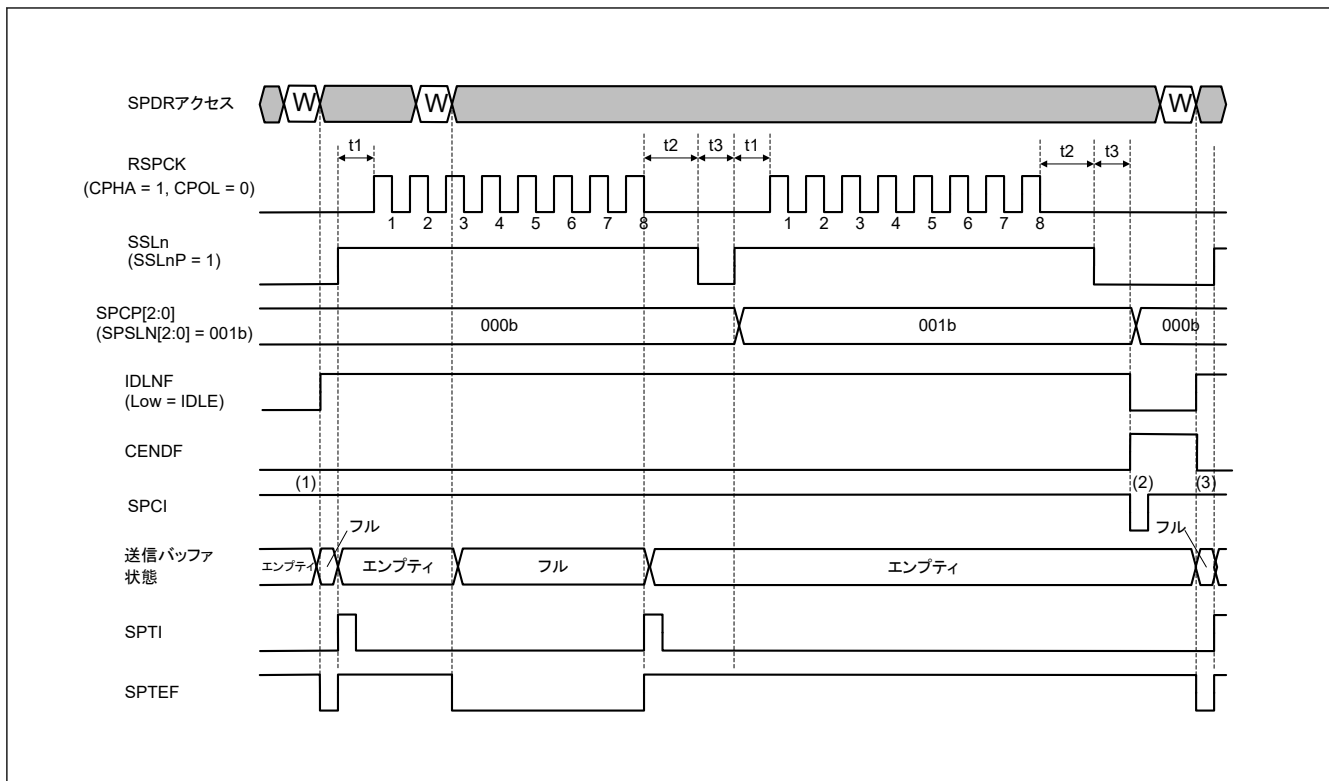 SPDRアクセス
W
W
W
t1
t2
t3
t1
t2
t3
RSPCK
(CPHA = 1, CPOL = 0)
1 2 3 4 5 6 7 8
1 2 3 4 5 6 7 8
SSLn
(SSLnP = 1)
SPCP[2:0]
(SPSLN[2:0] = 001b)
000b
001b
000b
IDLNF
(Low = IDLE)
CENDF
(1)
(2)
(3)
SPCI
フル
フル
送信バッファ
状態
エンプティ
エンプティ
フル
エンプティ
SPTI
SPTEF